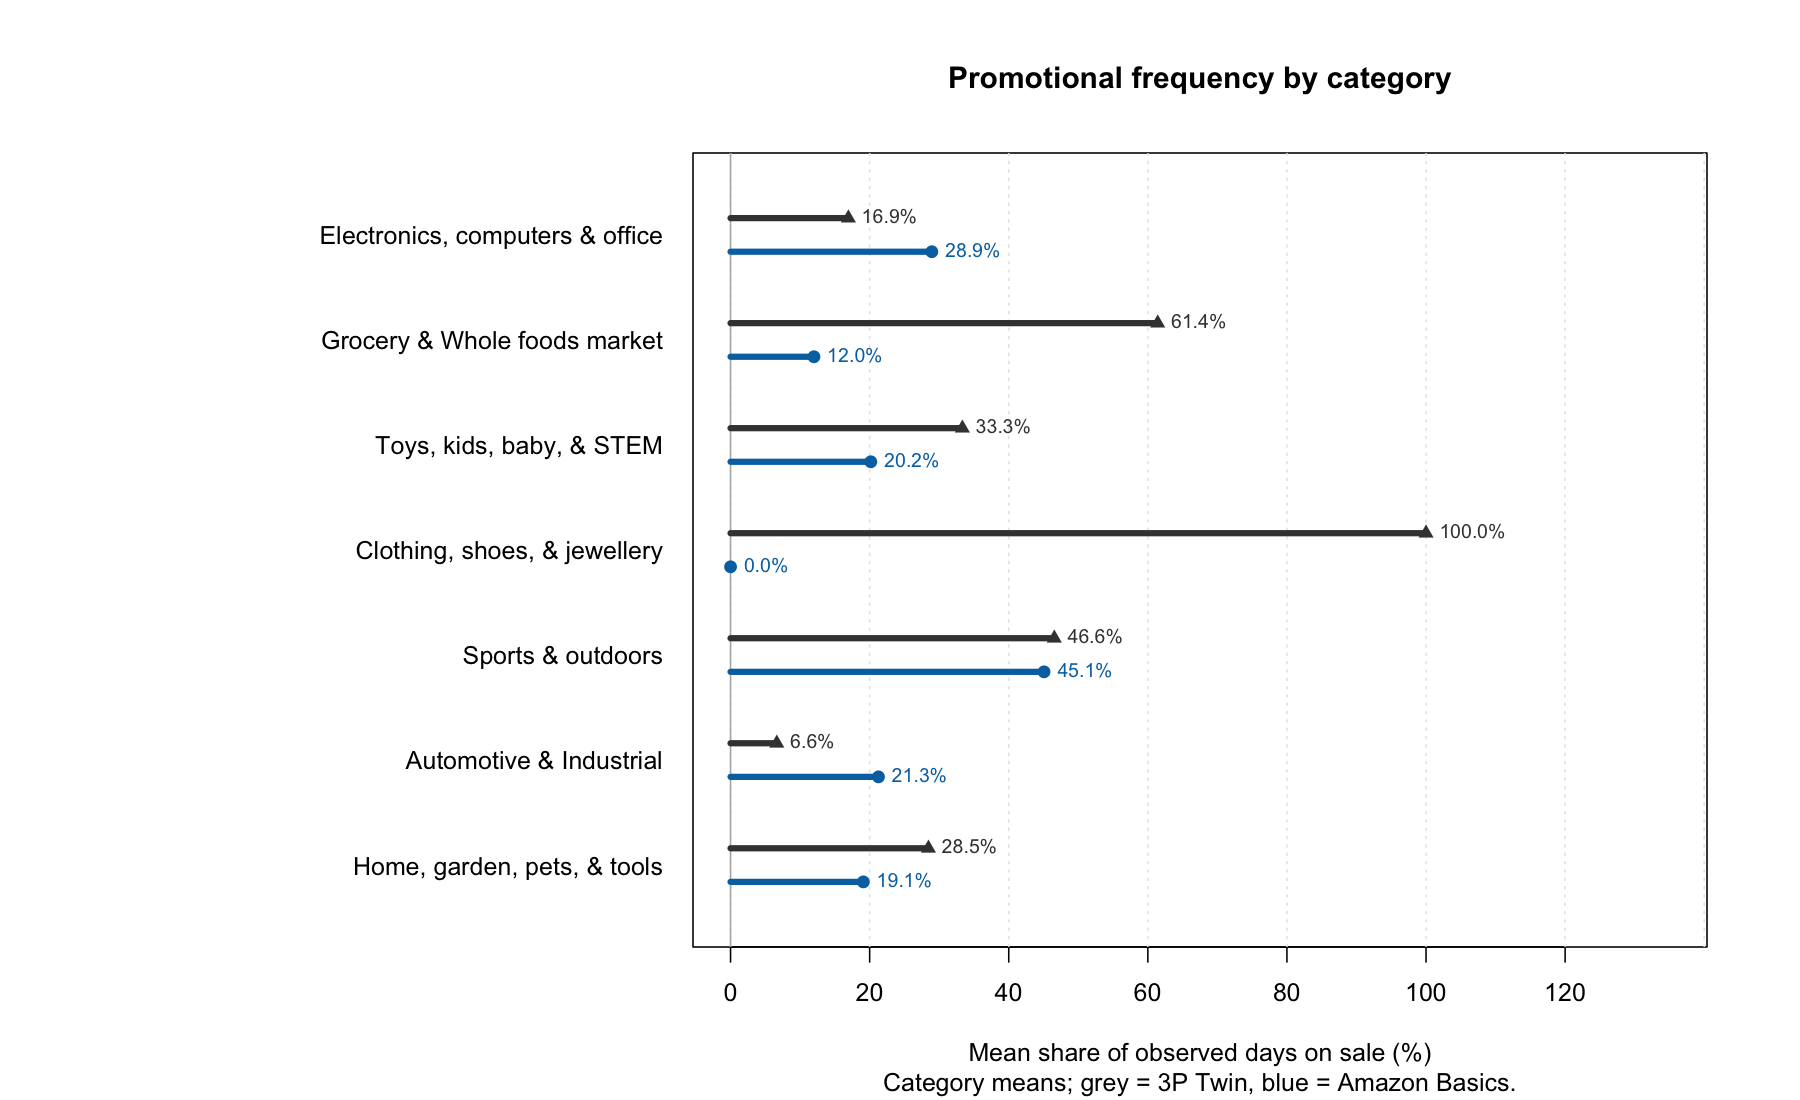 Promotional frequency by category
16.9%
Electronics, computers & office
28.9%
61.4%
Grocery & Whole foods market
12.0%
33.3%
Toys, kids, baby, & STEM
20.2%
100.0%
Clothing, shoes, & jewellery
0.0%
46.6%
Sports & outdoors
45.1%
6.6%
Automotive & Industrial
21.3%
28.5%
Home, garden, pets, & tools
19.1%
0 20 40 60 80 100 120
Mean share of observed days on sale (%)
Category means; grey = 3P Twin, blue = Amazon Basics.